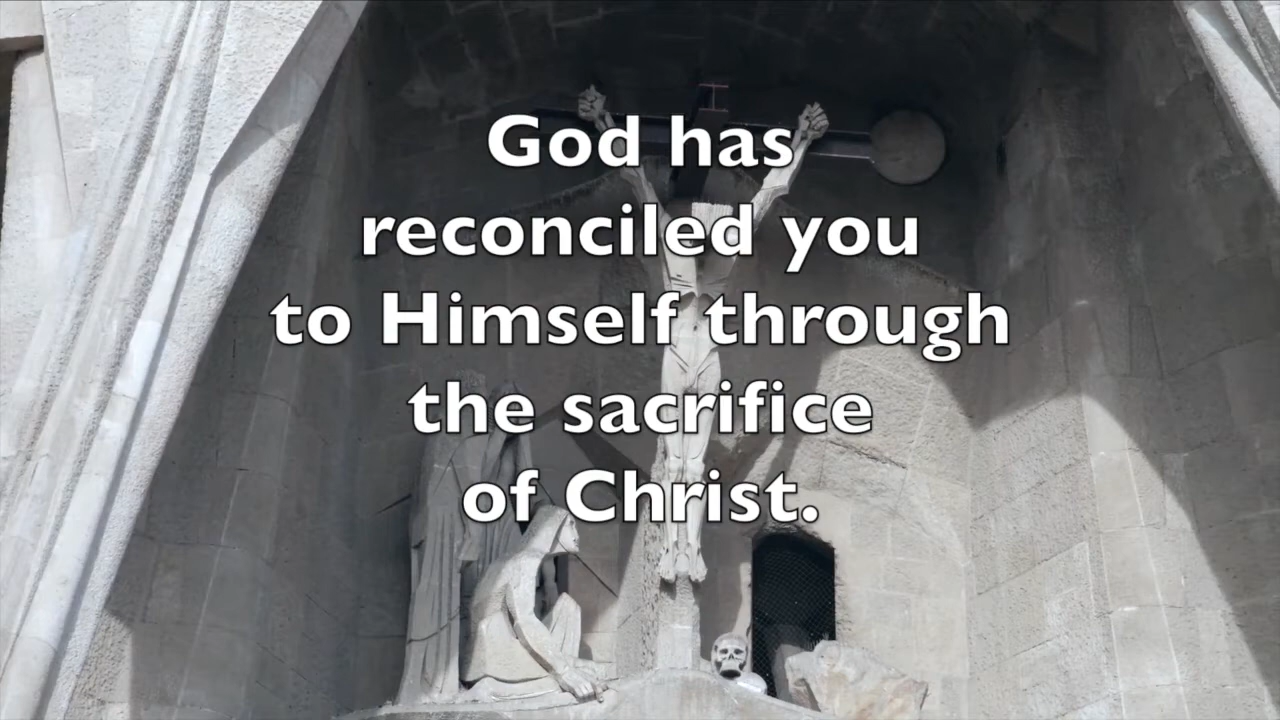 God has
reconciled you
to Himself through
the sacrifice
of Christ.